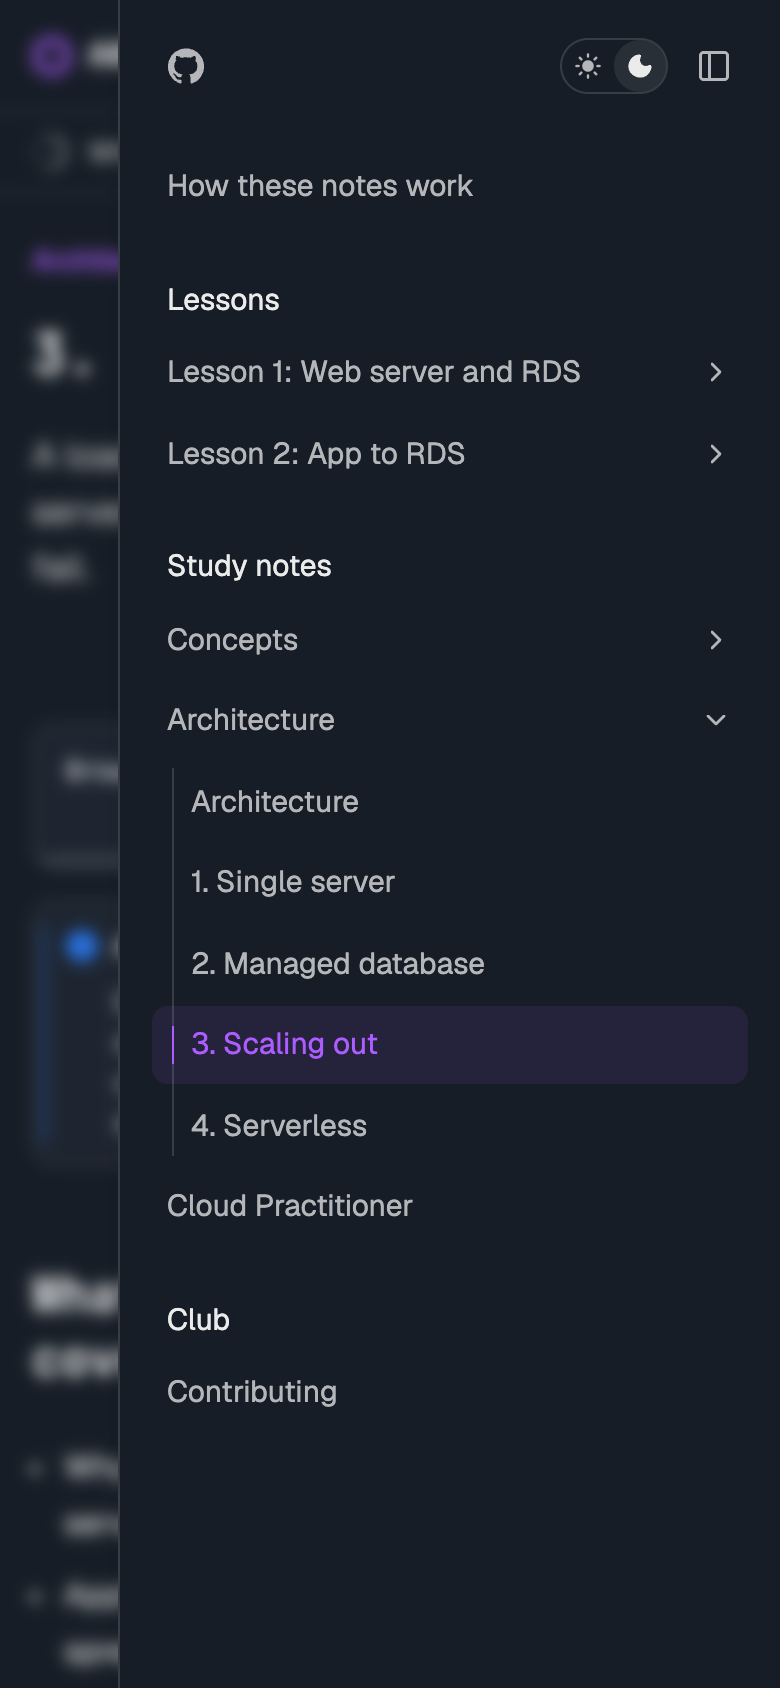 How these notes work
Lessons
Lesson 1: Web server and RDS
Lesson 2: App to RDS
Study notes
Concepts
Architecture
Architecture
1. Single server
2. Managed database
3. Scaling out
4. Serverless
Cloud Practitioner
Club
Contributing
3.